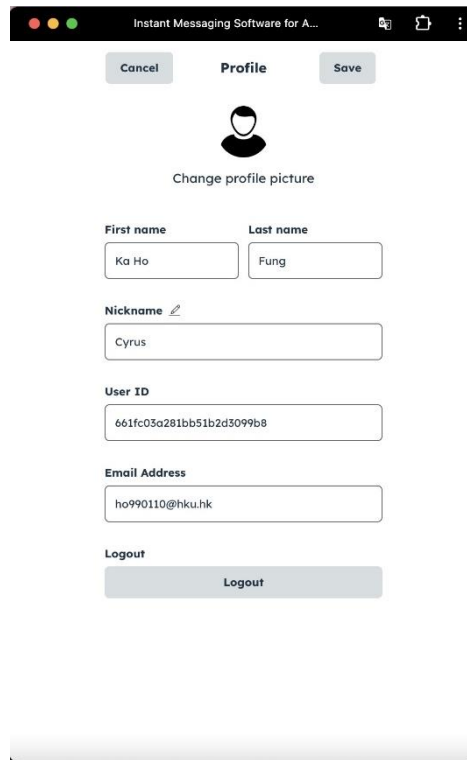 Instant Messaging Software for A...
Cancel Profile Save
Change profile picture
First name Last name
Ka Ho Fung
Nickname
Cyrus
User ID
661fc03a281bb51b2d3099b8
Email Address
ho990110@hku.hk
Logout
Logout